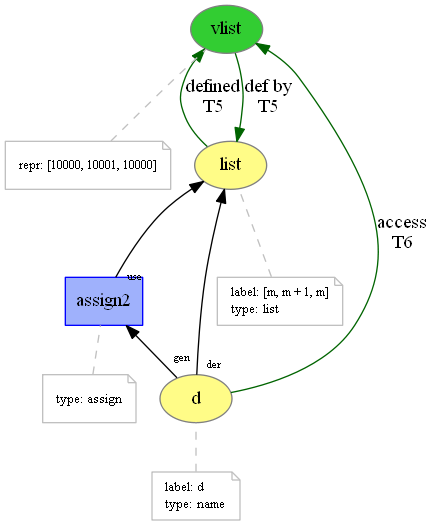 vlist
defined
T5
def by
T5
repr: [10000, 10001, 10000]
list
access
T6
use
label: [m, m + 1, m]
type: list
assign2
gen
der
type: assign
d
label: d
type: name